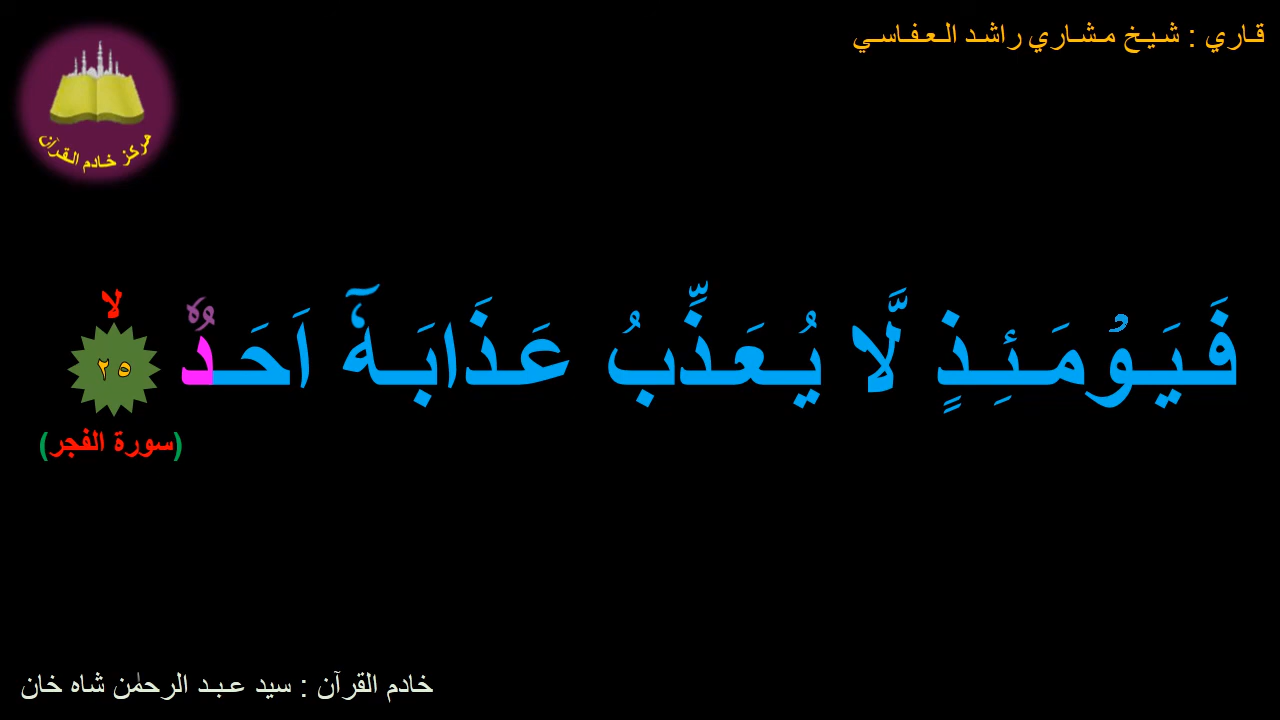 قاري : شيخ مشاري راشد العفاسي
مركز خادم القرآن
فَيَوْمَئِذٍ لَّا يُعَذِّبُ عَذَابَهٗۤ اَحَدٌ ۙ‏ ٢٥ لا
(سورة الفجر)
خادم القرآن : سيد عبد الرحمٰن شاه خان